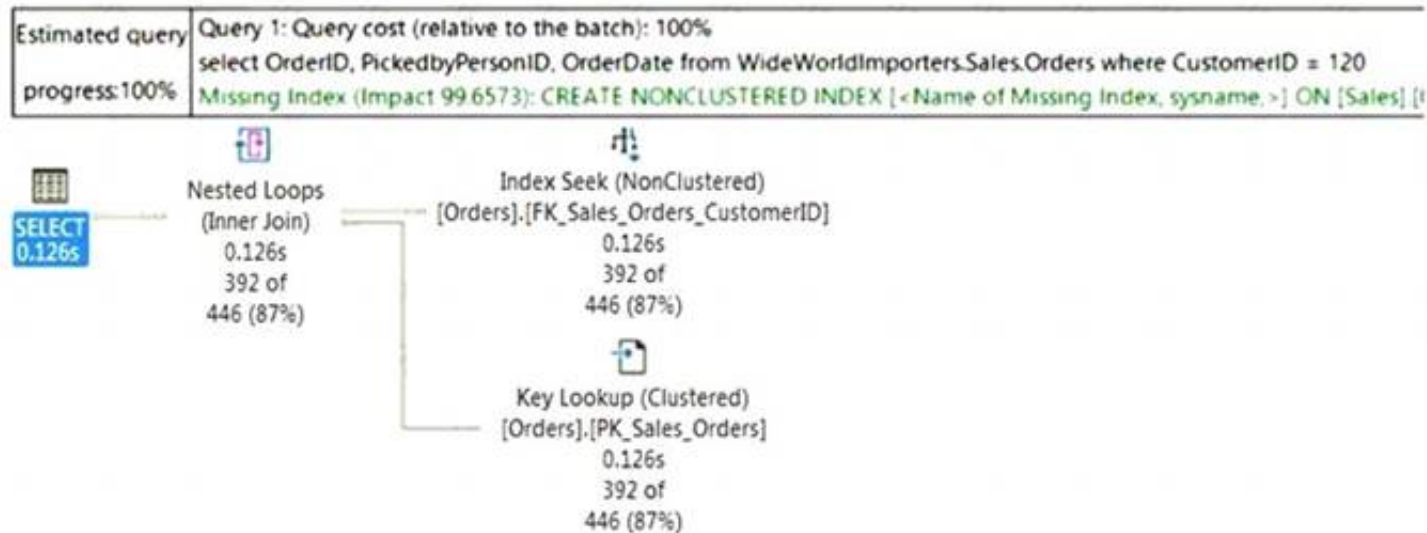 Estimated query
progress:100%
Query 1: Query cost (relative to the batch): 100%
select OrderID, PickedbyPersonID, OrderDate from WideWorldImporters.Sales.Orders where CustomerID = 120
Missing Index (Impact 99.6573): CREATE NONCLUSTERED INDEX [<Name of Missing Index, sysname,>] ON [Sales].[
SELECT
0.126s
Nested Loops
(Inner Join)
0.126s
392 of
446 (87%)
Index Seek (NonClustered)
[Orders].[FK_Sales_Orders_CustomerID]
0.126s
392 of
446 (87%)
Key Lookup (Clustered)
[Orders].[PK_Sales_Orders]
0.126s
392 of
446 (87%)